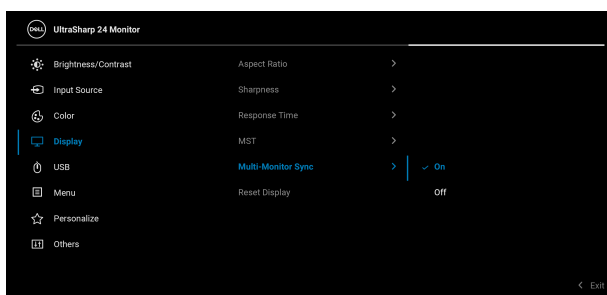 DELL UltraSharp 24 Monitor
Brightness/Contrast Aspect Ratio
Input Source Sharpness
Color Response Time
Display MST
USB Multi-Monitor Sync On
Menu Reset Display Off
Personalize
Others
Exit